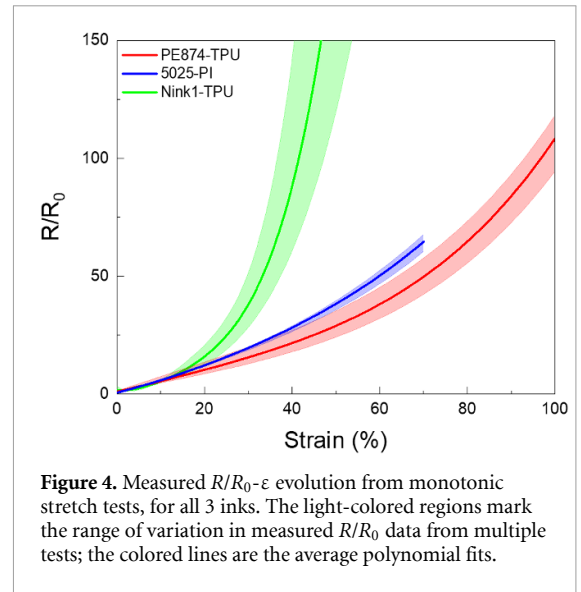 150
100
50
0
R/R₀
PE874-TPU
5025-PI
Nink1-TPU
0 20 40 60 80 100
Strain (%)
Figure 4. Measured R/R₀-ε evolution from monotonic
stretch tests, for all 3 inks. The light-colored regions mark
the range of variation in measured R/R₀ data from multiple
tests; the colored lines are the average polynomial fits.